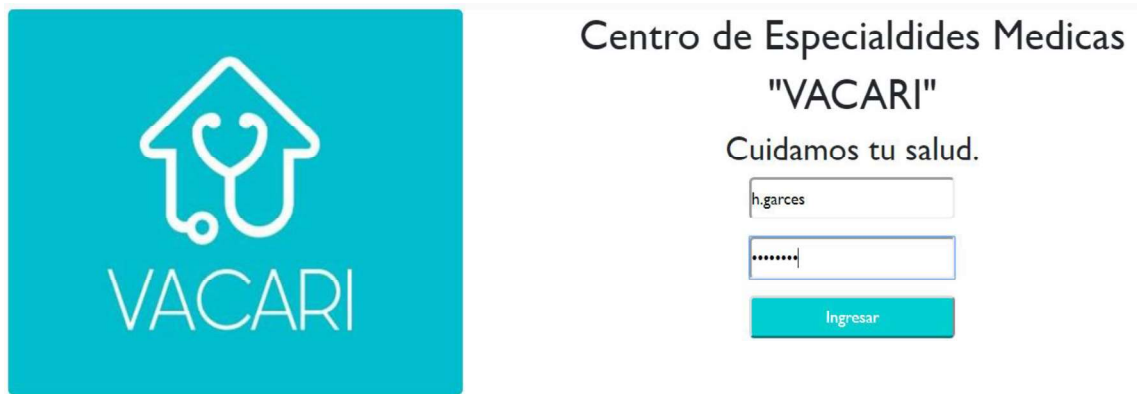 VACARI
Centro de Especialdides Medicas
"VACARI"
Cuidamos tu salud.
h.garces
••••••••
Ingresar